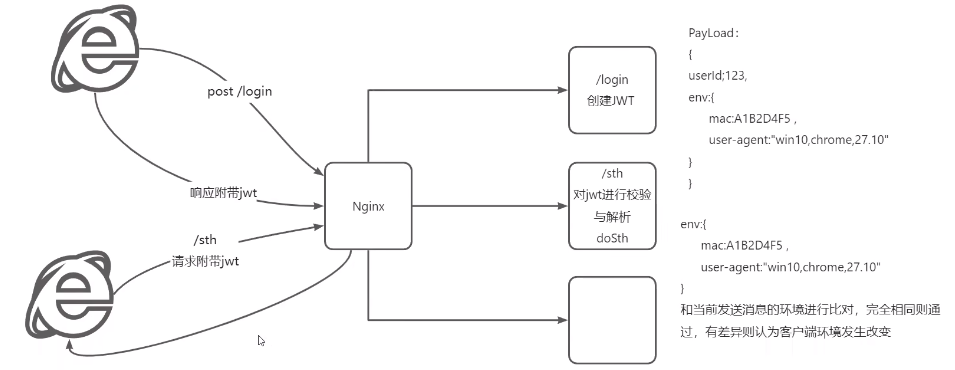 post /login
响应附带jwt
/sth
请求附带jwt
Nginx
/login
创建JWT
/sth
对jwt进行校验
与解析
doSth
PayLoad：
{
userId;123,
env:{
mac:A1B2D4F5 ,
user-agent:"win10,chrome,27.10"
}
}
env:{
mac:A1B2D4F5 ,
user-agent:"win10,chrome,27.10"
}
和当前发送消息的环境进行比对，完全相同则通
过，有差异则认为客户端环境发生改变